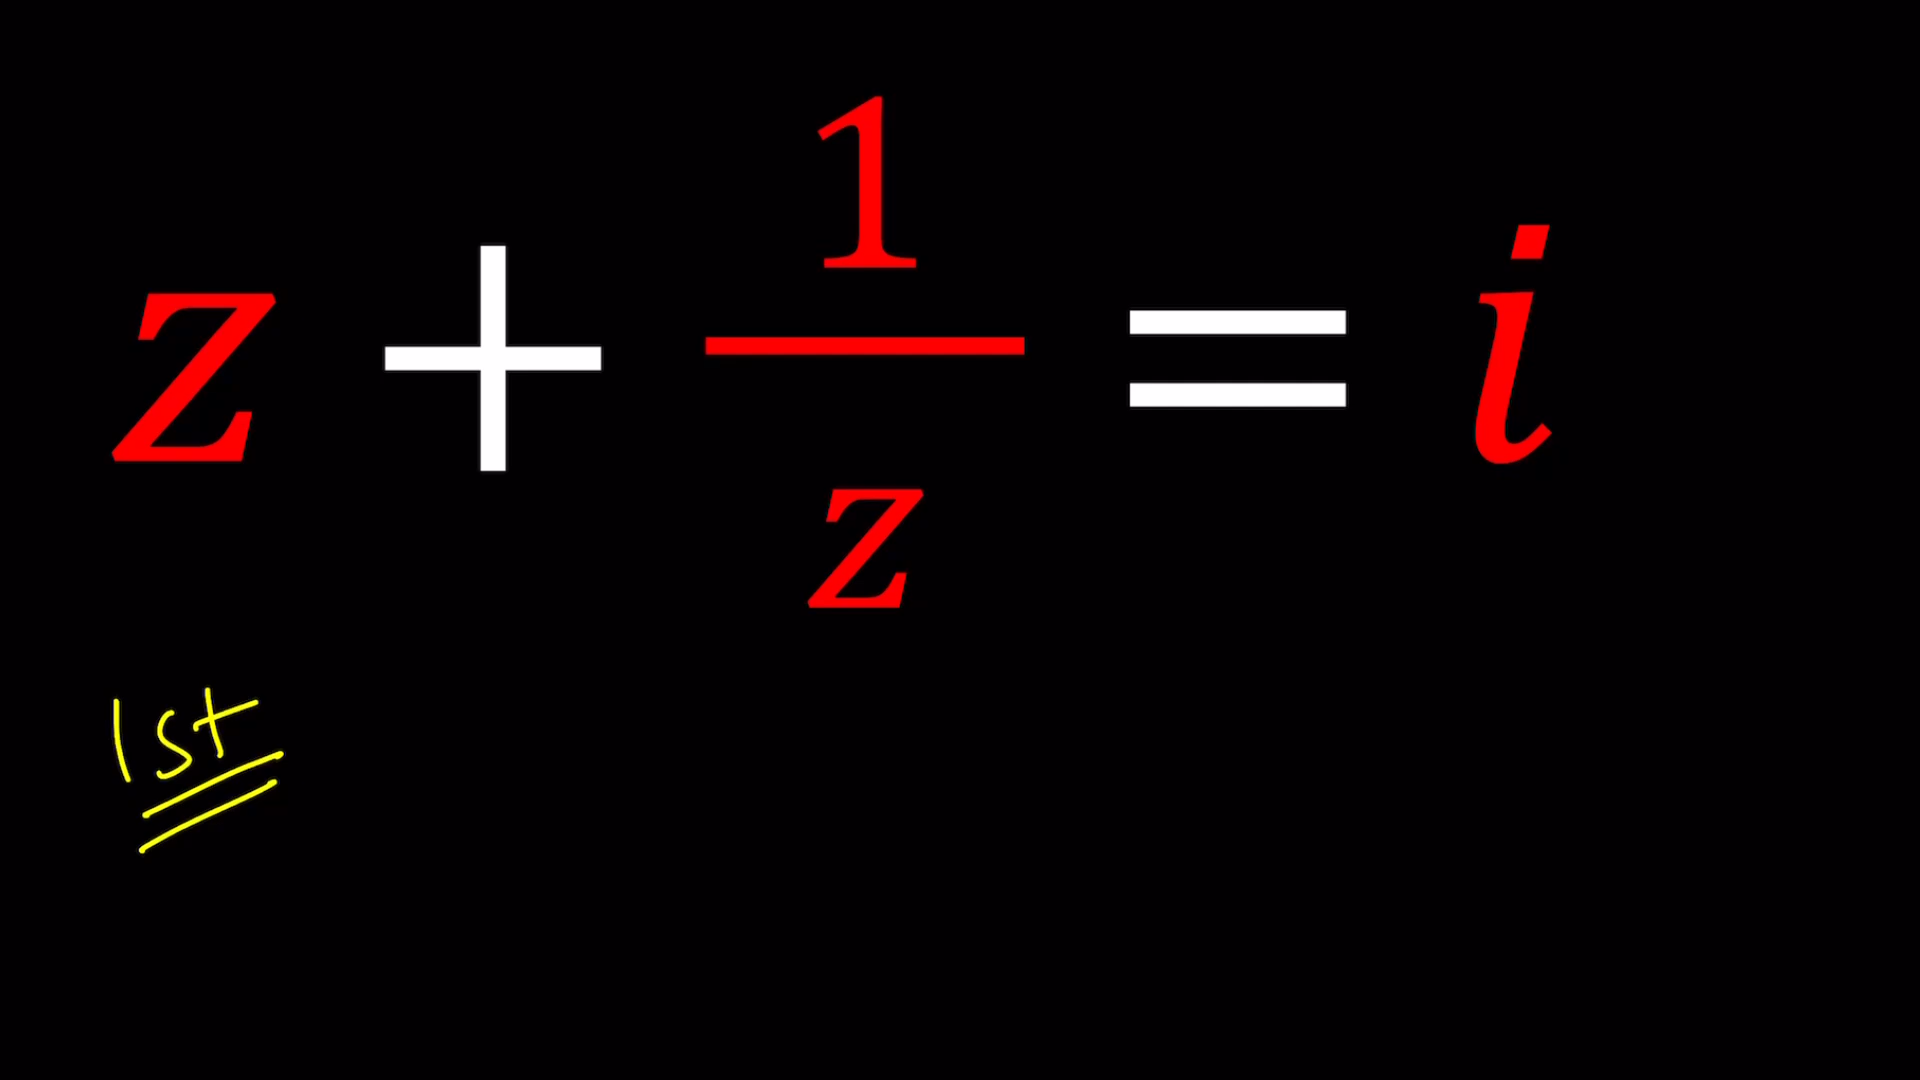 z + 1/z = i
1st